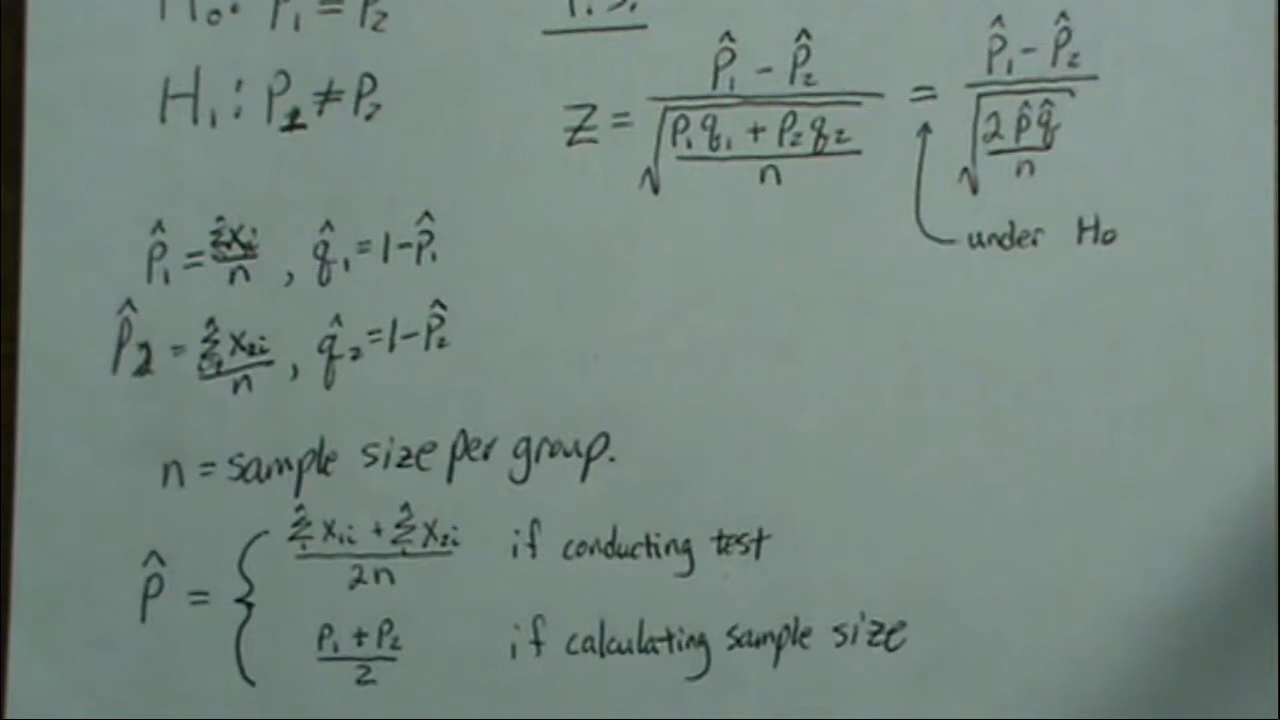 H₀: P₁ = P₂
T.S.
H₁: P₁ ≠ P₂
Z = (P̂₁ - P̂₂) / √((P₁q₁ + P₂q₂) / n) = (P̂₁ - P̂₂) / √(2p̂q̂ / n)
under H₀
P̂₁ = Σxᵢ / n , q̂₁ = 1-P̂₁
P̂₂ = Σx₂ᵢ / n , q̂₂ = 1-P̂₂
n = sample size per group.
P̂ = { (Σx₁ᵢ + Σx₂ᵢ) / 2n if conducting test
(P₁ + P₂) / 2 if calculating sample size